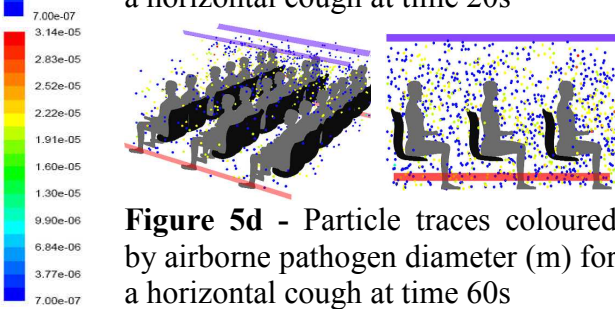 a horizontal cough at time 20s
7.00e-07
3.14e-05
2.83e-05
2.52e-05
2.22e-05
1.91e-05
1.60e-05
1.30e-05
9.90e-06
6.84e-06
3.77e-06
7.00e-07
Figure 5d - Particle traces coloured
by airborne pathogen diameter (m) for
a horizontal cough at time 60s